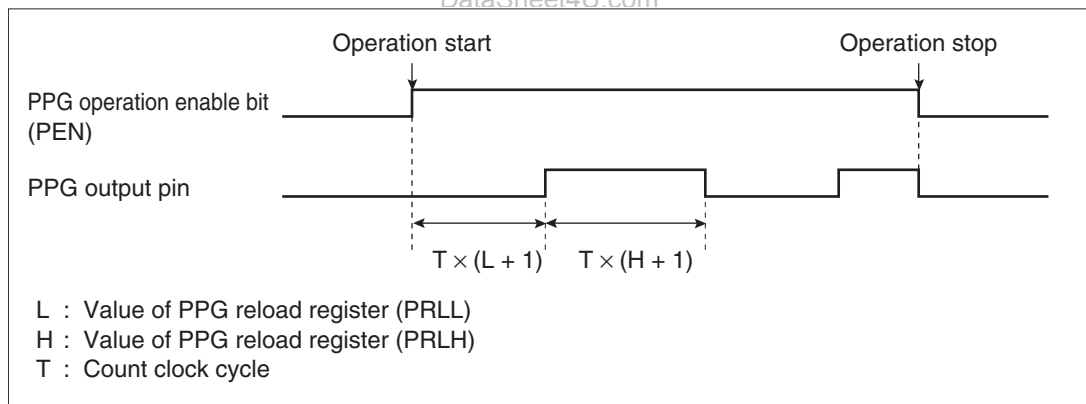 DataSheet4U.com
Operation start
Operation stop
PPG operation enable bit
(PEN)
PPG output pin
T × (L + 1)
T × (H + 1)
L : Value of PPG reload register (PRLL)
H : Value of PPG reload register (PRLH)
T : Count clock cycle